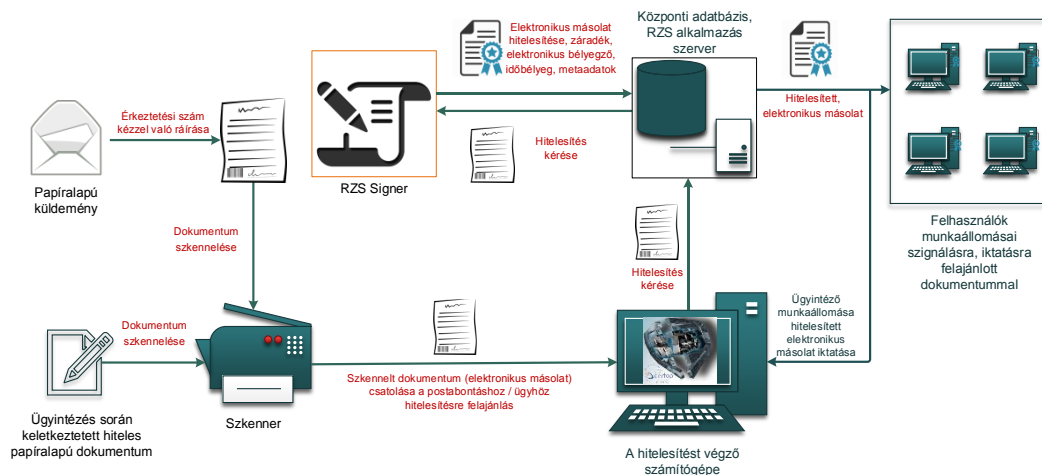 Elektronikus másolat
hitelesítése, záradék,
elektronikus bélyegző,
időbélyeg, metaadatok
Központi adatbázis,
RZS alkalmazás
szerver
Érkeztetési szám
kézzel való ráírása
Hitelesített,
elektronikus másolat
Hitelesítés
kérése
Papíralapú
küldemény
RZS Signer
Dokumentum
szkennelése
Felhasználók
munkaállomásai
szignálásra, iktatásra
felajánlott
dokumentummal
Hitelesítés
kérése
Ügyintéző
munkaállomása
hitelesített
elektronikus
másolat iktatása
Dokumentum
szkennelése
Szkennelt dokumentum (elektronikus másolat)
csatolása a postabontáshoz / ügyhöz
hitelesítésre felajánlás
Ügyintézés során
keletkeztetett hiteles
papíralapú dokumentum
Szkenner
A hitelesítést végző
számítógépe